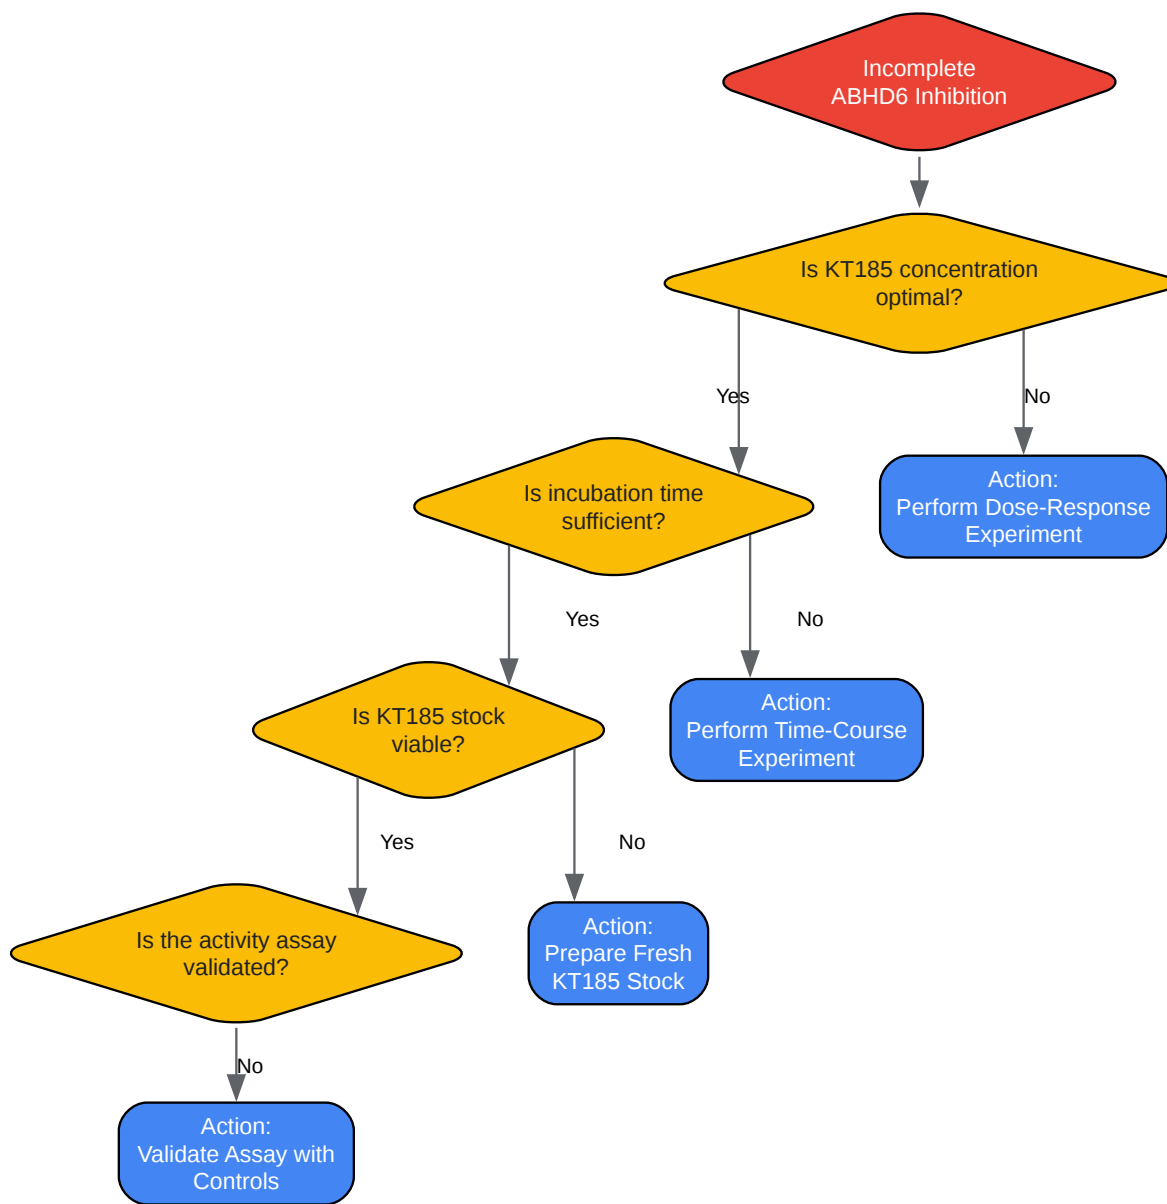 Incomplete
ABHD6 Inhibition
Is KT185 concentration
optimal?
Yes
No
Is incubation time
sufficient?
Action:
Perform Dose-Response
Experiment
Yes
No
Is KT185 stock
viable?
Action:
Perform Time-Course
Experiment
Yes
No
Is the activity assay
validated?
Action:
Prepare Fresh
KT185 Stock
No
Action:
Validate Assay with
Controls